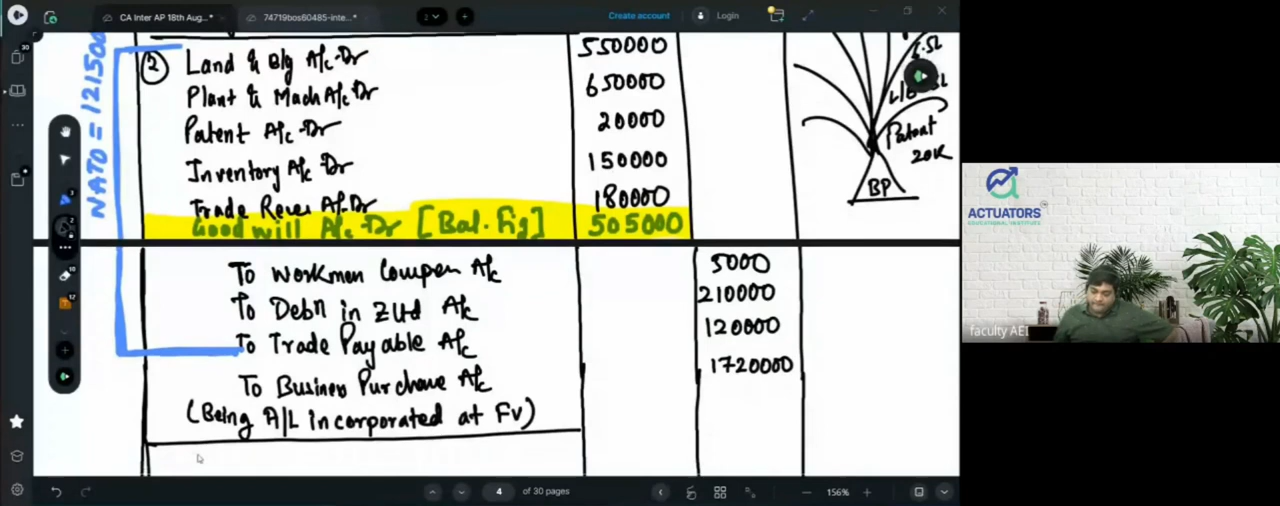 CA Inter AP 18th Aug...*
74719bos60485-inte...*
2
Create account
Login
NATO = 121500
② Land & Blg A/c Dr 550000
Plant & Mach A/c Dr 650000
Patent A/c Dr 20000
Inventory A/c Dr 150000
Trade Reces A/c Dr 180000
Good will A/c Dr [Bal. Fig] 505000
To Workmen Compen A/c 5000
To Debn in Z Ltd A/c 210000
To Trade Payable A/c 120000
To Business Purchase A/c 1720000
(Being A/L incorporated at FV)
Patent
20K
BP
ACTUATORS
EDUCATIONAL INSTITUTE
faculty AEI
4 of 30 pages
156%